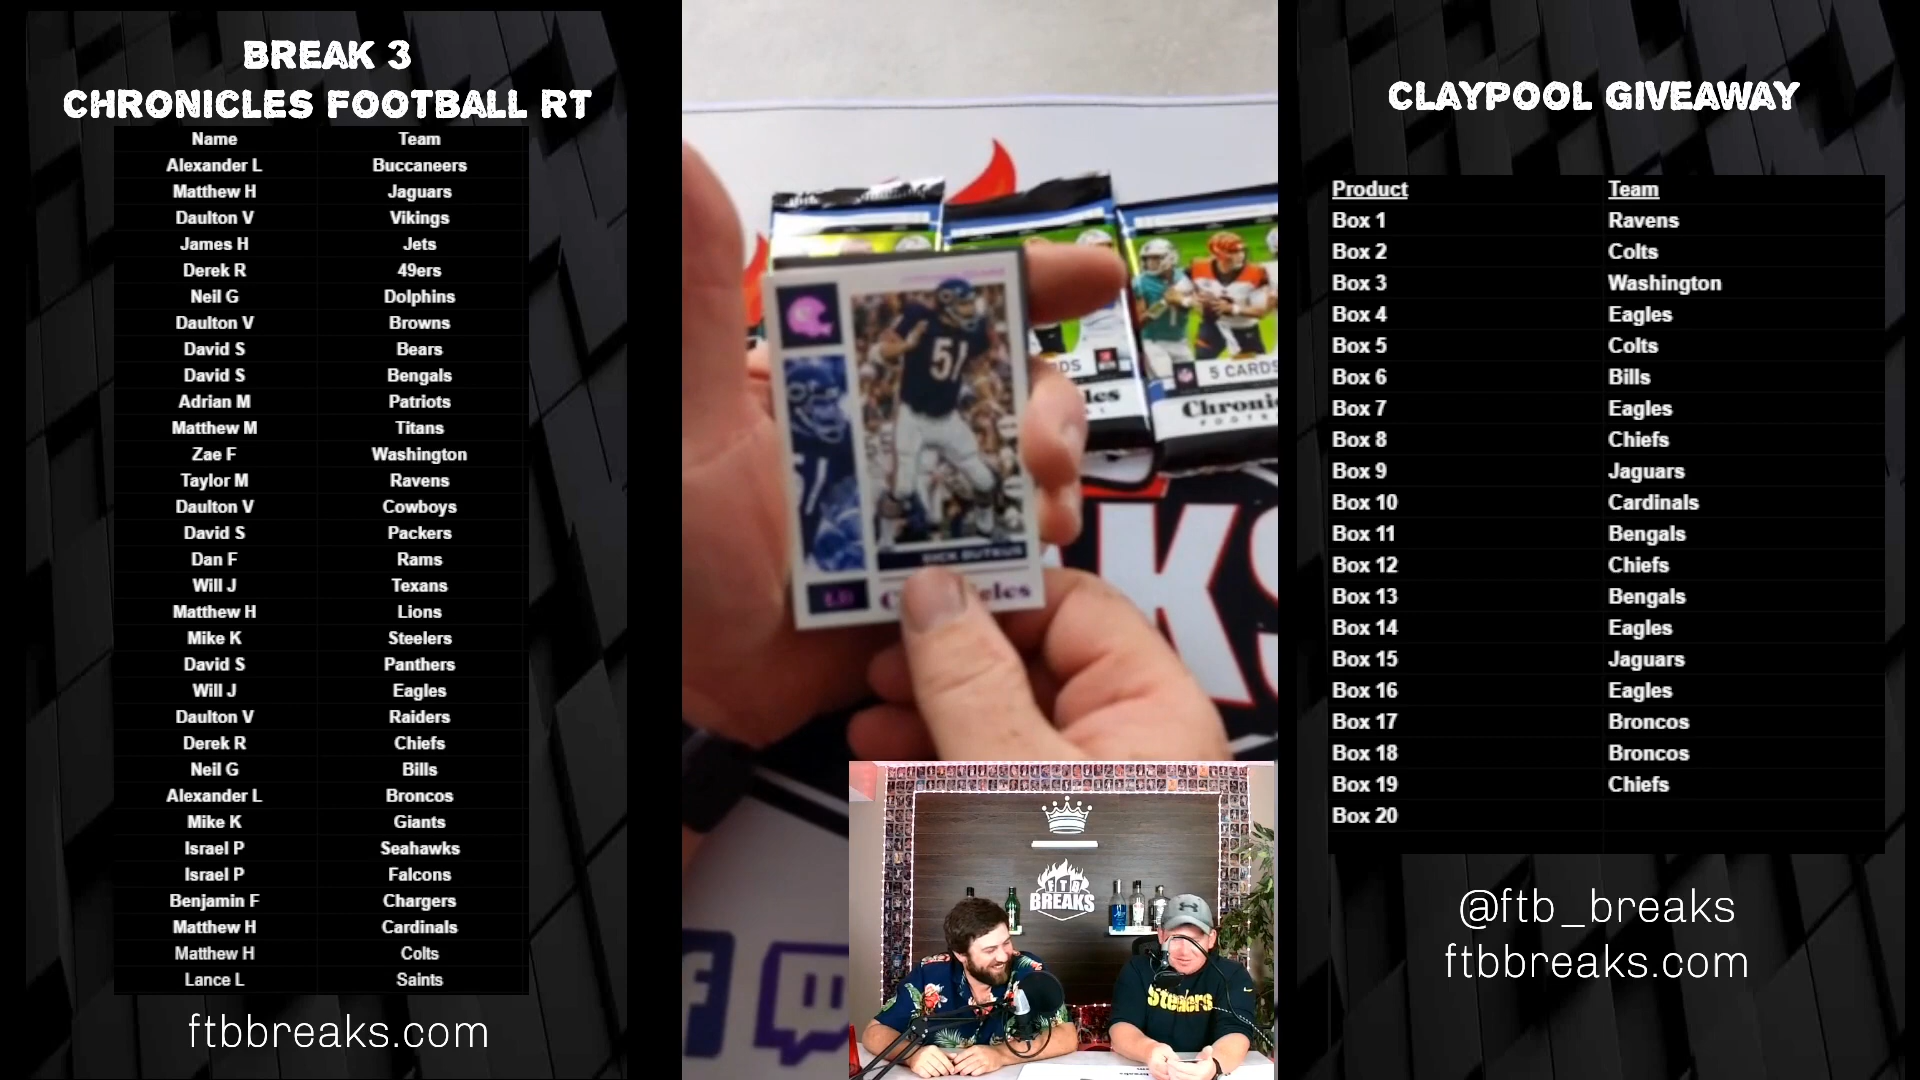 BREAK 3
CHRONICLES FOOTBALL RT
Name Team
Alexander L Buccaneers
Matthew H Jaguars
Daulton V Vikings
James H Jets
Derek R 49ers
Neil G Dolphins
Daulton V Browns
David S Bears
David S Bengals
Adrian M Patriots
Matthew M Titans
Zae F Washington
Taylor M Ravens
Daulton V Cowboys
David S Packers
Dan F Rams
Will J Texans
Matthew H Lions
Mike K Steelers
David S Panthers
Will J Eagles
Daulton V Raiders
Derek R Chiefs
Neil G Bills
Alexander L Broncos
Mike K Giants
Israel P Seahawks
Israel P Falcons
Benjamin F Chargers
Matthew H Cardinals
Matthew H Colts
Lance L Saints
ftbbreaks.com
51
DICK BUTKUS
LB
5 CARDS
FTB
BREAKS
Steelers
CLAYPOOL GIVEAWAY
Product Team
Box 1 Ravens
Box 2 Colts
Box 3 Washington
Box 4 Eagles
Box 5 Colts
Box 6 Bills
Box 7 Eagles
Box 8 Chiefs
Box 9 Jaguars
Box 10 Cardinals
Box 11 Bengals
Box 12 Chiefs
Box 13 Bengals
Box 14 Eagles
Box 15 Jaguars
Box 16 Eagles
Box 17 Broncos
Box 18 Broncos
Box 19 Chiefs
Box 20
@ftb_breaks
ftbbreaks.com